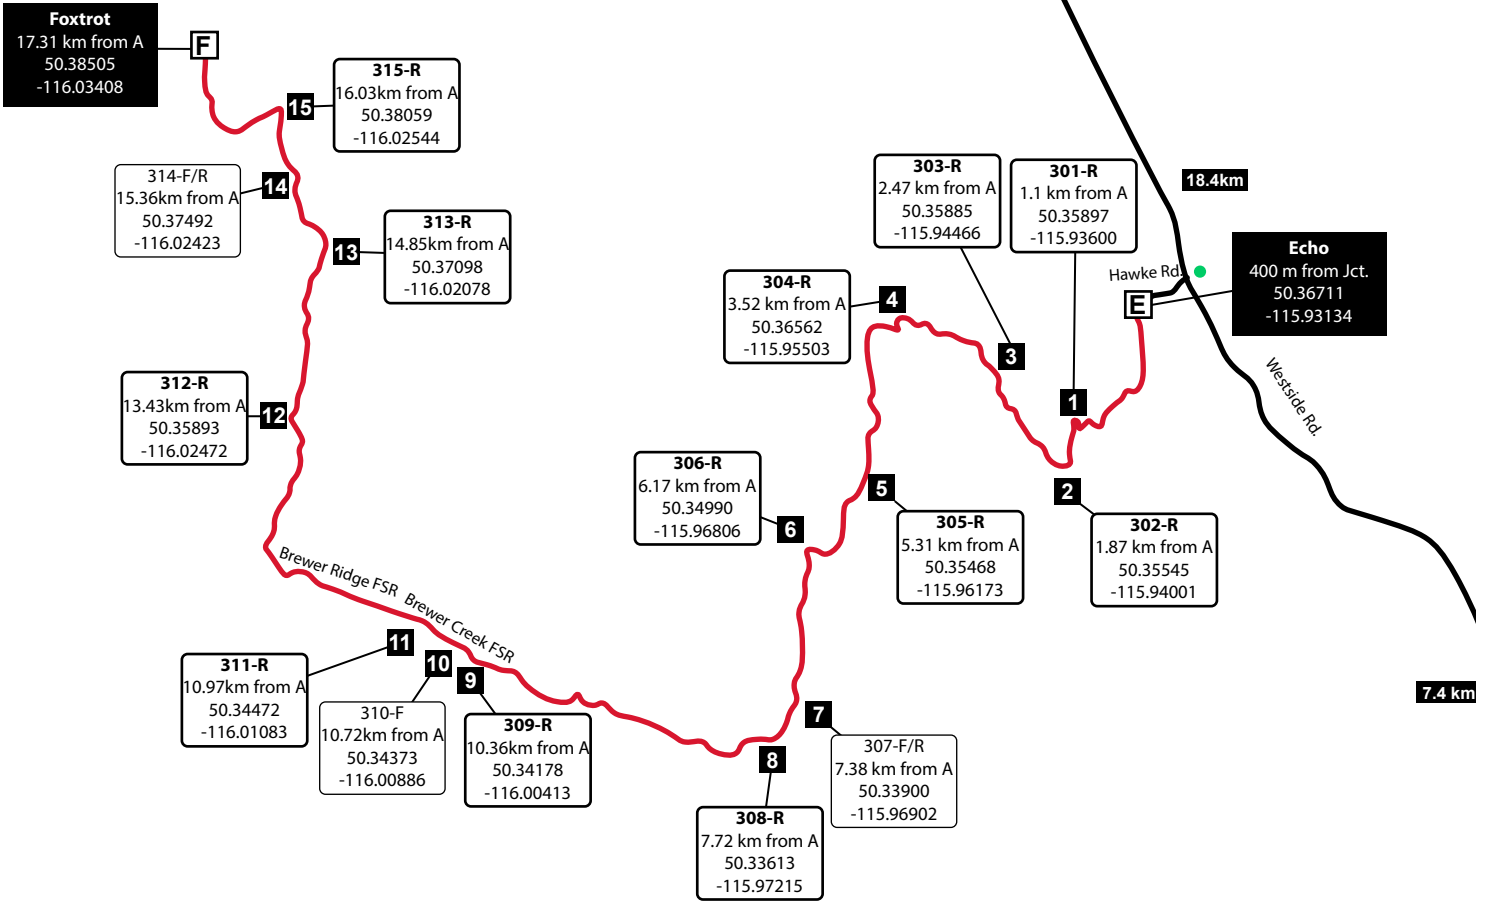 Foxtrot
17.31 km from A
50.38505
-116.03408
F
15
315-R
16.03km from A
50.38059
-116.02544
314-F/R
15.36km from A
50.37492
-116.02423
14
13
313-R
14.85km from A
50.37098
-116.02078
312-R
13.43km from A
50.35893
-116.02472
12
303-R
2.47 km from A
50.35885
-115.94466
301-R
1.1 km from A
50.35897
-115.93600
18.4km
Hawke Rd.
E
Echo
400 m from Jct.
50.36711
-115.93134
Westside Rd.
304-R
3.52 km from A
50.36562
-115.95503
4
3
1
2
302-R
1.87 km from A
50.35545
-115.94001
5
305-R
5.31 km from A
50.35468
-115.96173
306-R
6.17 km from A
50.34990
-115.96806
6
Brewer Ridge FSR
Brewer Creek FSR
11
10
9
311-R
10.97km from A
50.34472
-116.01083
310-F
10.72km from A
50.34373
-116.00886
309-R
10.36km from A
50.34178
-116.00413
7
307-F/R
7.38 km from A
50.33900
-115.96902
8
308-R
7.72 km from A
50.33613
-115.97215
7.4 km